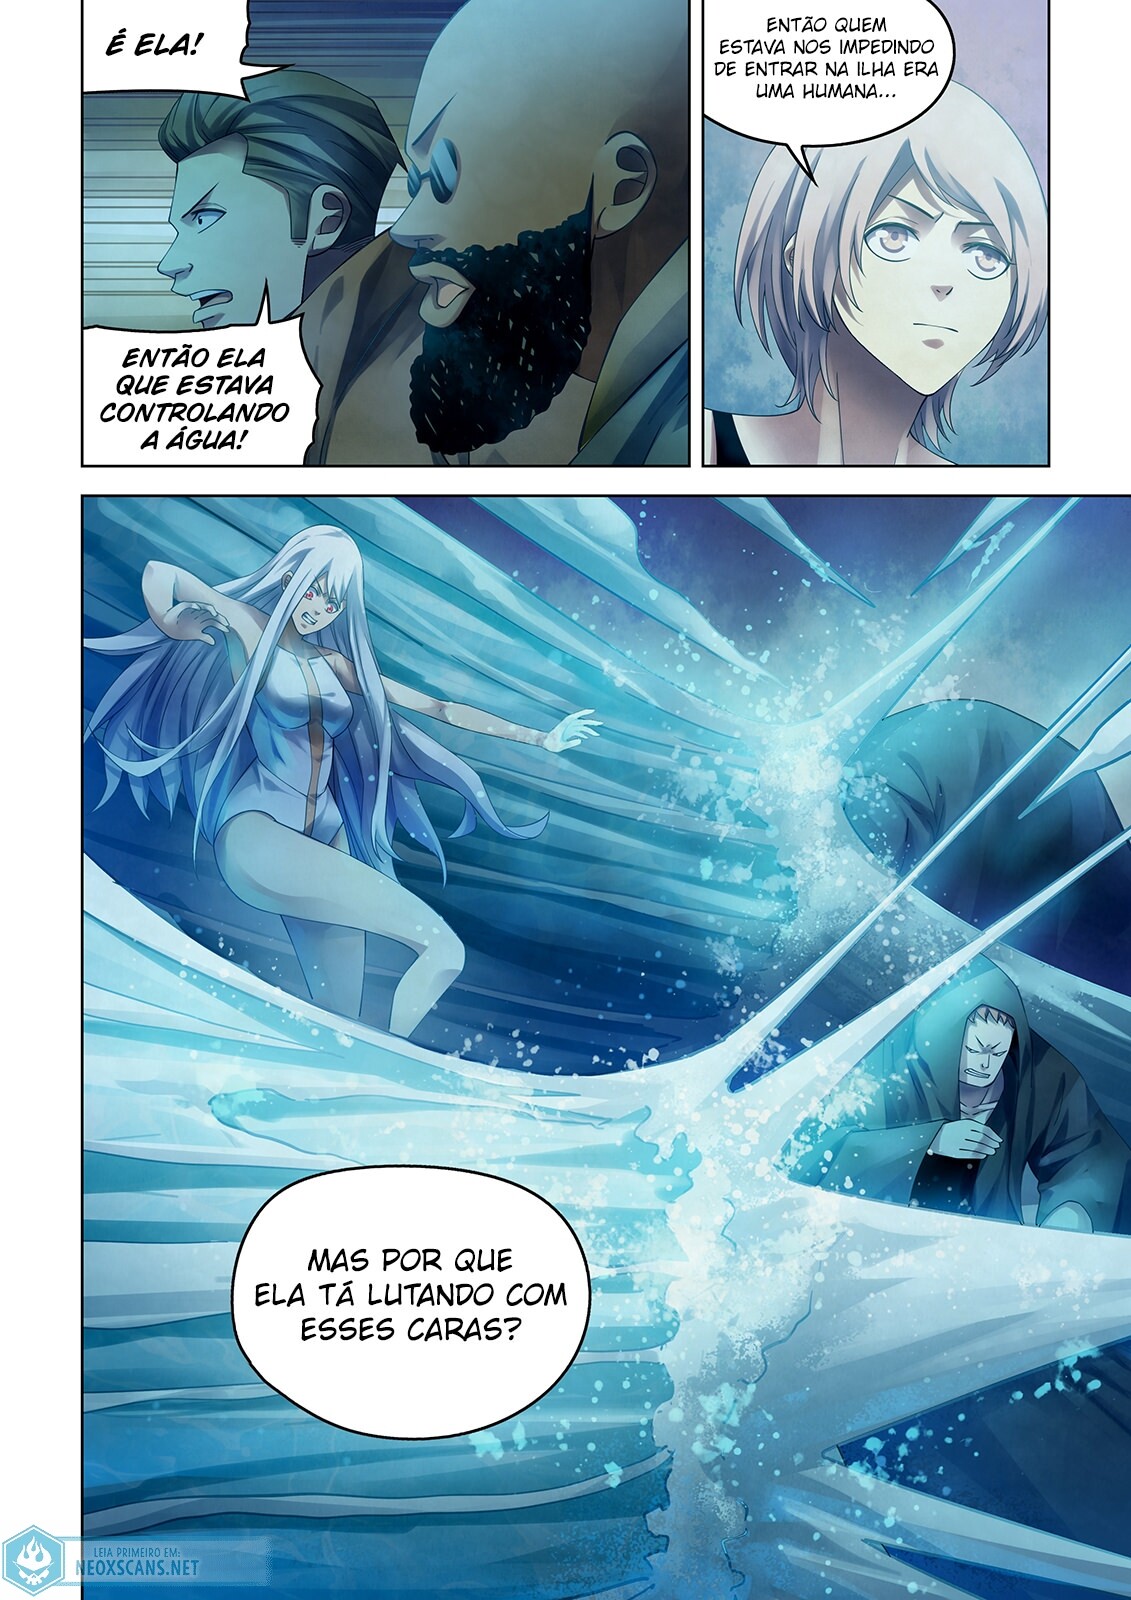 É ELA!
ENTÃO ELA
QUE ESTAVA
CONTROLANDO
A ÁGUA!
ENTÃO QUEM
ESTAVA NOS IMPEDINDO
DE ENTRAR NA ILHA ERA
UMA HUMANA...
MAS POR QUE
ELA TÁ LUTANDO COM
ESSES CARAS?
LEIA PRIMEIRO EM:
NEOXSCANS.NET